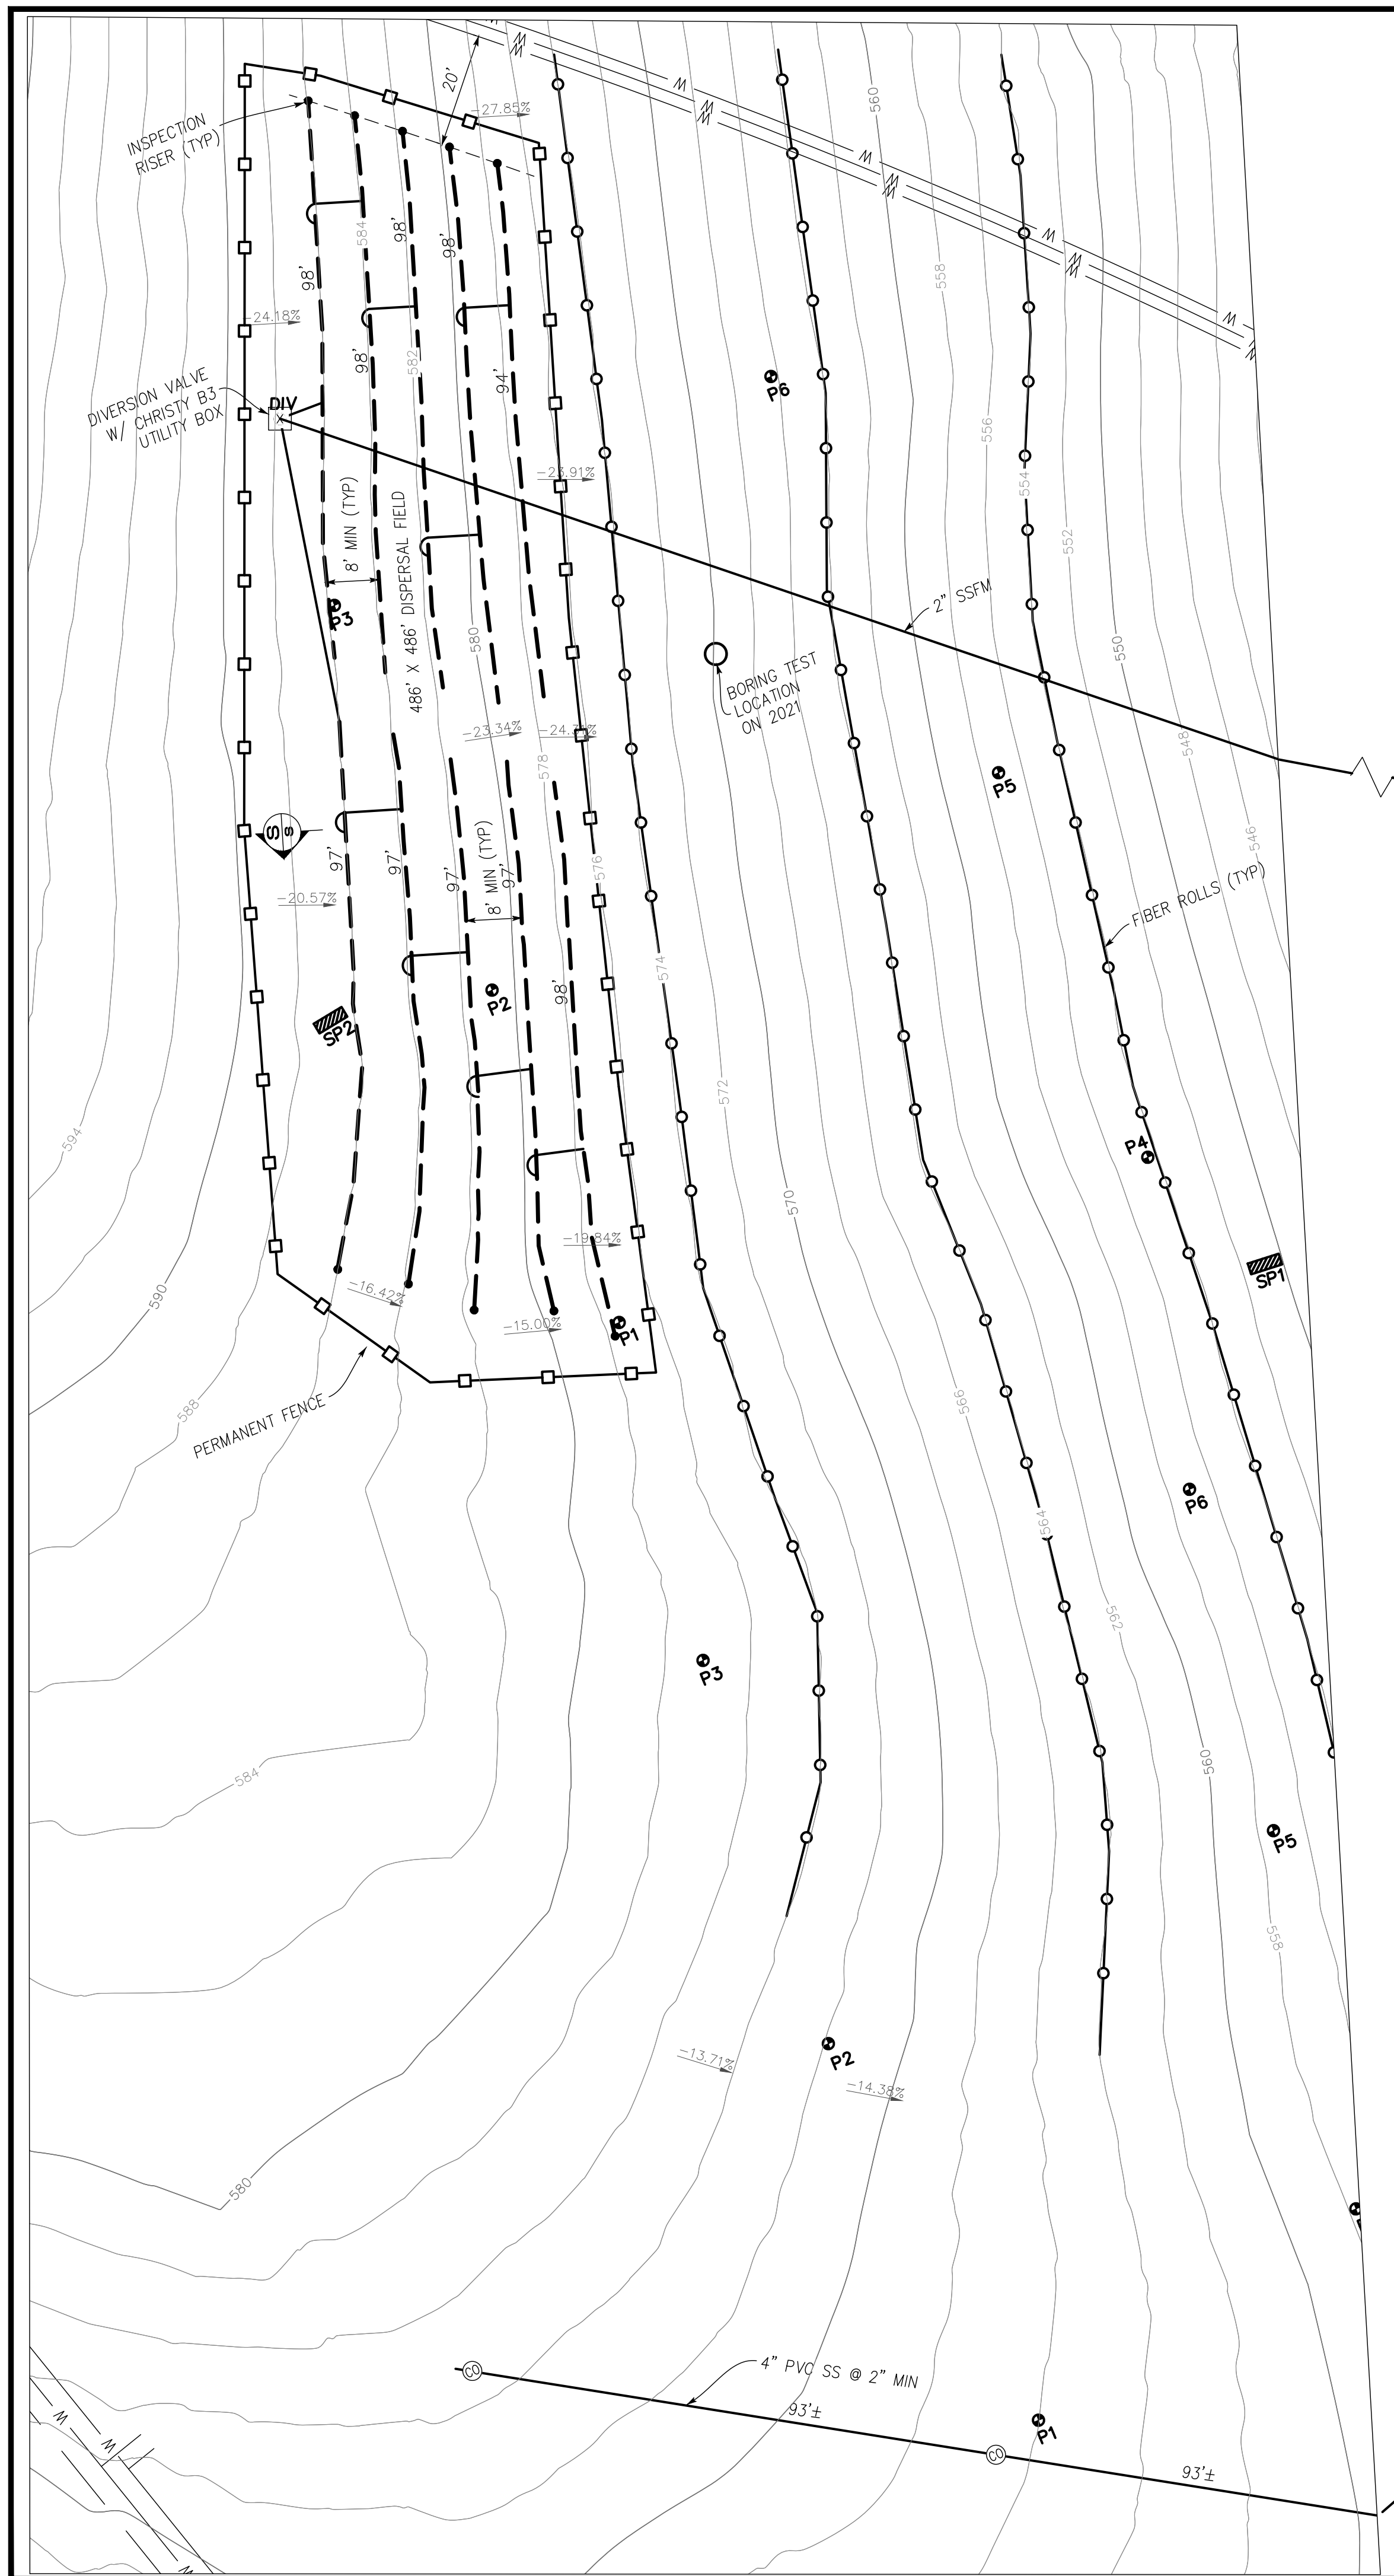 W
W
W
W
20'
-27.85%
INSPECTION
RISER (TYP)
560
W
W
W
W
W
W
98'
584
98'
98'
558
W
W
W
98'
-24.18%
98'
582
94'
W
W
P6
DIVERSION VALVE
W/ CHRISTY B3
UTILITY BOX
DIV
X
556
-23.91%
554
552
8' MIN (TYP)
486' X 486' DISPERSAL FIELD
2" SSFM
P3
580
550
BORING TEST
LOCATION
ON 2021
-23.34%
578
548
P5
S
S
97'
97'
97'
8' MIN (TYP)
97'
576
546
-20.57%
FIBER ROLLS (TYP)
98'
574
P2
SP2
572
594
P4
570
-19.84%
SP1
590
-16.42%
-15.00%
P1
588
PERMANENT FENCE
566
P6
564
562
P3
584
560
P5
558
P2
-13.71%
-14.38%
580
CO
4" PVC SS @ 2" MIN
93'±
P1
CO
93'±
W
W
W